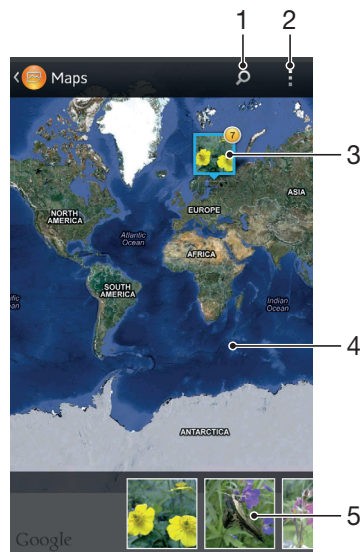 1
2
Maps
7
3
ASIA
NORTH
AMERICA
EUROPE
Atlantic
Ocean
AFRICA
SOUTH
AMERICA
Indian
Ocean
Ocean
4
ANTARCTICA
5
Google